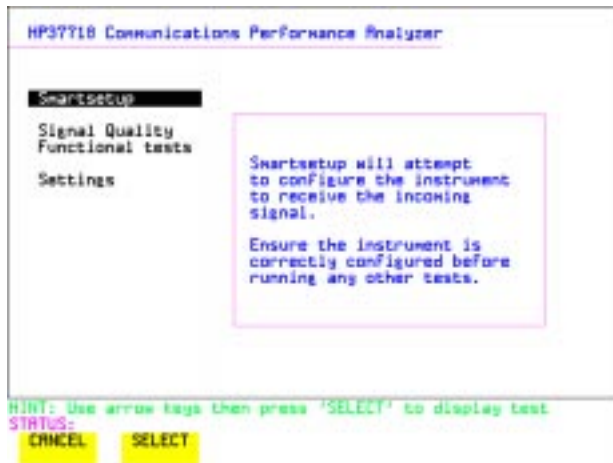 HP37718 Communications Performance Analyzer
Smartsetup
Signal Quality
Functional tests
Settings
Smartsetup will attempt
to configure the instrument
to receive the incoming
signal.
Ensure the instrument is
correctly configured before
running any other tests.
HINT: Use arrow keys then press 'SELECT' to display test
STATUS:
CANCEL SELECT